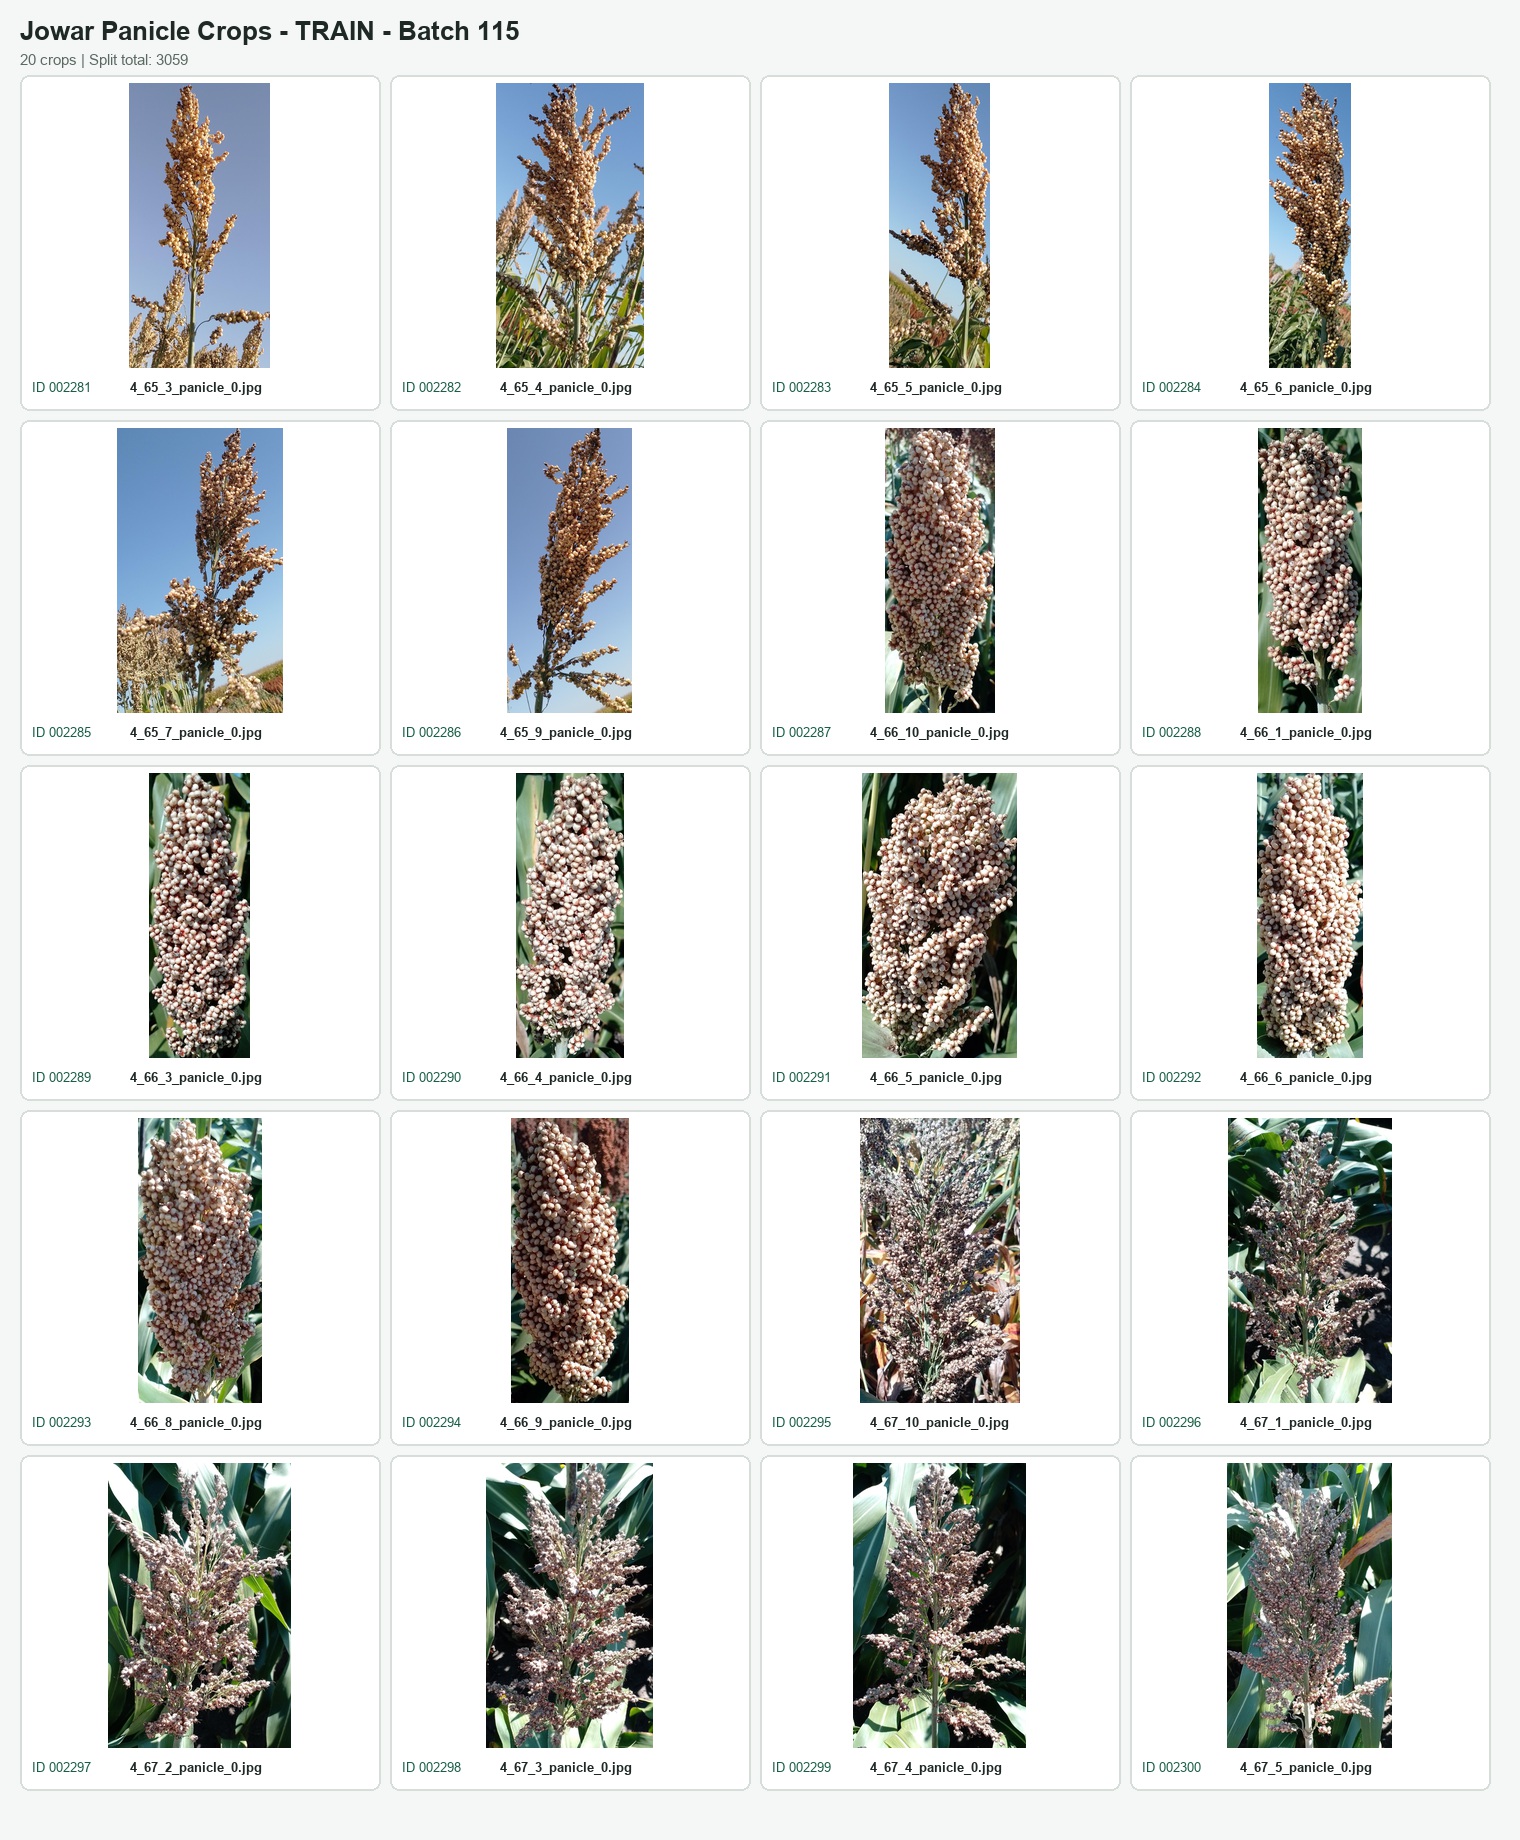 Jowar Panicle Crops - TRAIN - Batch 115
20 crops | Split total: 3059
ID 002281 4_65_3_panicle_0.jpg
ID 002282 4_65_4_panicle_0.jpg
ID 002283 4_65_5_panicle_0.jpg
ID 002284 4_65_6_panicle_0.jpg
ID 002285 4_65_7_panicle_0.jpg
ID 002286 4_65_9_panicle_0.jpg
ID 002287 4_66_10_panicle_0.jpg
ID 002288 4_66_1_panicle_0.jpg
ID 002289 4_66_3_panicle_0.jpg
ID 002290 4_66_4_panicle_0.jpg
ID 002291 4_66_5_panicle_0.jpg
ID 002292 4_66_6_panicle_0.jpg
ID 002293 4_66_8_panicle_0.jpg
ID 002294 4_66_9_panicle_0.jpg
ID 002295 4_67_10_panicle_0.jpg
ID 002296 4_67_1_panicle_0.jpg
ID 002297 4_67_2_panicle_0.jpg
ID 002298 4_67_3_panicle_0.jpg
ID 002299 4_67_4_panicle_0.jpg
ID 002300 4_67_5_panicle_0.jpg